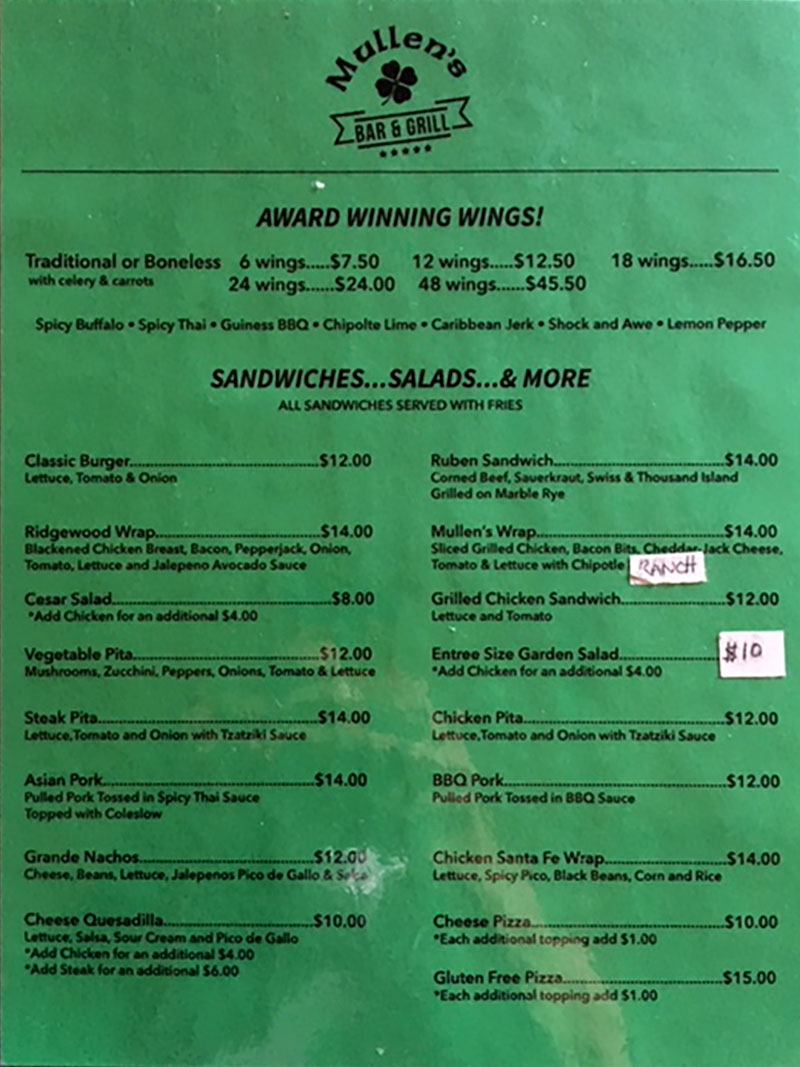 Mullen's
BAR & GRILL
AWARD WINNING WINGS!
Traditional or Boneless 6 wings.....$7.50 12 wings.....$12.50 18 wings.....$16.50
with celery & carrots 24 wings......$24.00 48 wings......$45.50
Spicy Buffalo • Spicy Thai • Guiness BBQ • Chipolte Lime • Caribbean Jerk • Shock and Awe • Lemon Pepper
SANDWICHES...SALADS...& MORE
ALL SANDWICHES SERVED WITH FRIES
Classic Burger......$12.00
Lettuce, Tomato & Onion
Ridgewood Wrap......$14.00
Blackened Chicken Breast, Bacon, Pepperjack, Onion,
Tomato, Lettuce and Jalepeno Avocado Sauce
Cesar Salad......$8.00
*Add Chicken for an additional $4.00
Vegetable Pita......$12.00
Mushrooms, Zucchini, Peppers, Onions, Tomato & Lettuce
Steak Pita......$14.00
Lettuce,Tomato and Onion with Tzatziki Sauce
Asian Pork......$14.00
Pulled Pork Tossed in Spicy Thai Sauce
Topped with Coleslow
Grande Nachos......$12.00
Cheese, Beans, Lettuce, Jalepenos Pico de Gallo & Salsa
Cheese Quesadilla......$10.00
Lettuce, Salsa, Sour Cream and Pico de Gallo
*Add Chicken for an additional $4.00
*Add Steak for an additional $6.00
Ruben Sandwich......$14.00
Corned Beef, Sauerkraut, Swiss & Thousand Island
Grilled on Marble Rye
Mullen's Wrap......$14.00
Sliced Grilled Chicken, Bacon Bits, Cheddar-Jack Cheese,
Tomato & Lettuce with Chipotle RANCH
Grilled Chicken Sandwich......$12.00
Lettuce and Tomato
Entree Size Garden Salad......$10
*Add Chicken for an additional $4.00
Chicken Pita......$12.00
Lettuce,Tomato and Onion with Tzatziki Sauce
BBQ Pork......$12.00
Pulled Pork Tossed in BBQ Sauce
Chicken Santa Fe Wrap......$14.00
Lettuce, Spicy Pico, Black Beans, Corn and Rice
Cheese Pizza......$10.00
*Each additional topping add $1.00
Gluten Free Pizza......$15.00
*Each additional topping add $1.00